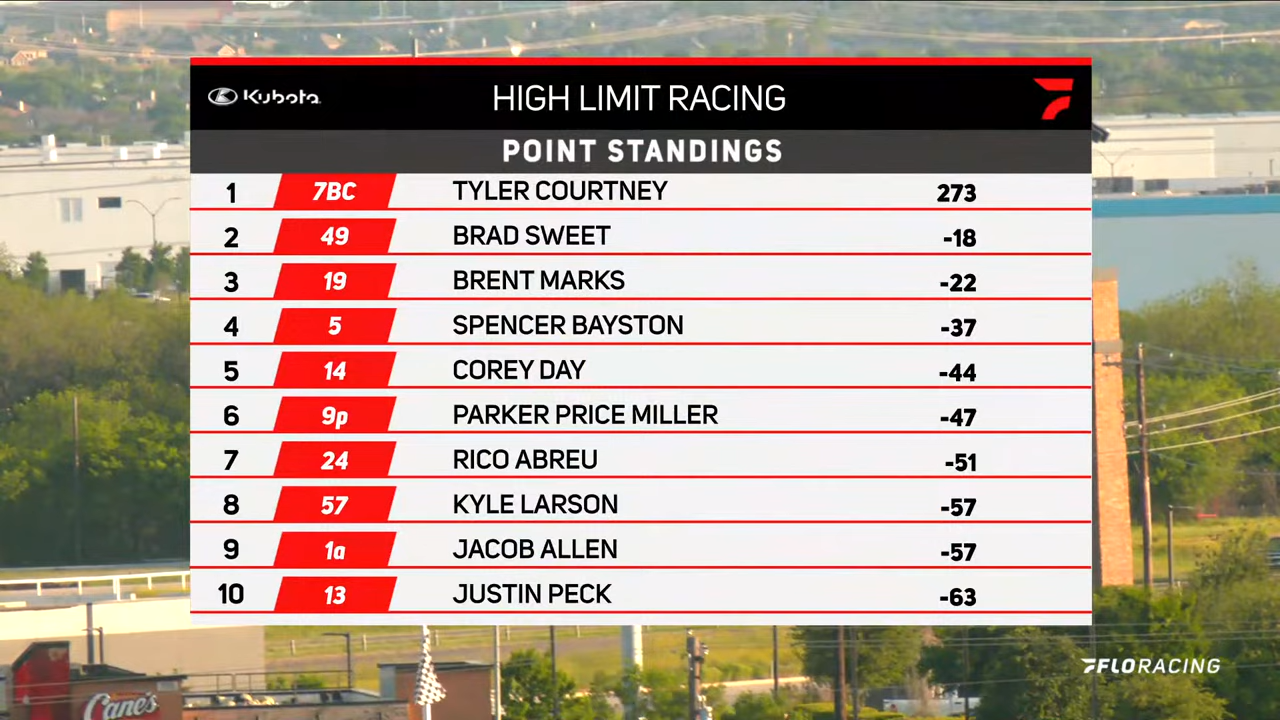 Kubota
HIGH LIMIT RACING
POINT STANDINGS
1 7BC TYLER COURTNEY 273
2 49 BRAD SWEET -18
3 19 BRENT MARKS -22
4 5 SPENCER BAYSTON -37
5 14 COREY DAY -44
6 9p PARKER PRICE MILLER -47
7 24 RICO ABREU -51
8 57 KYLE LARSON -57
9 1a JACOB ALLEN -57
10 13 JUSTIN PECK -63
FLORACING
Cane's